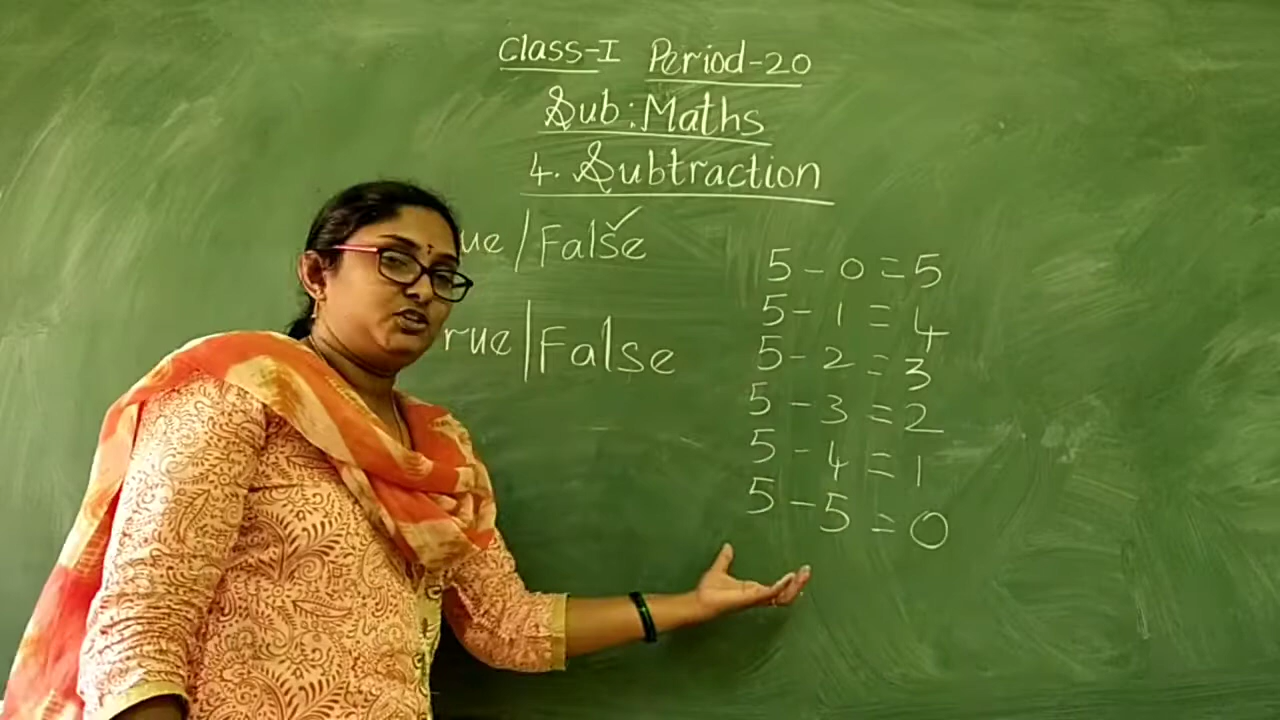 Class-I Period-20
Sub: Maths
4. Subtraction
ue/False ✓
rue/False
5-0=5
5-1=4
5-2=3
5-3=2
5-4=1
5-5=0